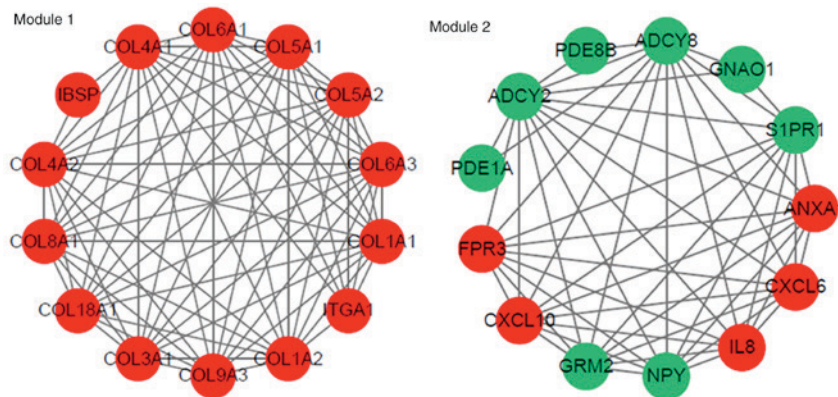 Module 1
COL6A1
COL4A1
COL5A1
IBSP
COL5A2
COL4A2
COL6A3
COL8A1
COL1A1
COL18A1
ITGA1
COL3A1
COL1A2
COL9A3
Module 2
ADCY8
PDE8B
GNAO1
ADCY2
S1PR1
PDE1A
ANXA
FPR3
CXCL6
CXCL10
IL8
GRM2
NPY